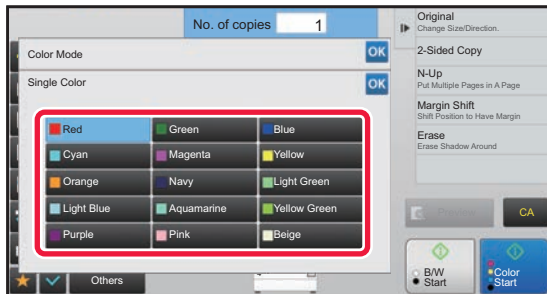 No. of copies 1
Original
Change Size/Direction.
Color Mode
OK
2-Sided Copy
Single Color
OK
N-Up
Put Multiple Pages in A Page
Margin Shift
Shift Position to Have Margin
Erase
Erase Shadow Around
Red
Green
Blue
Cyan
Magenta
Yellow
Orange
Navy
Light Green
Light Blue
Aquamarine
Yellow Green
Purple
Pink
Beige
CA
Others
B/W
Start
Color
Start